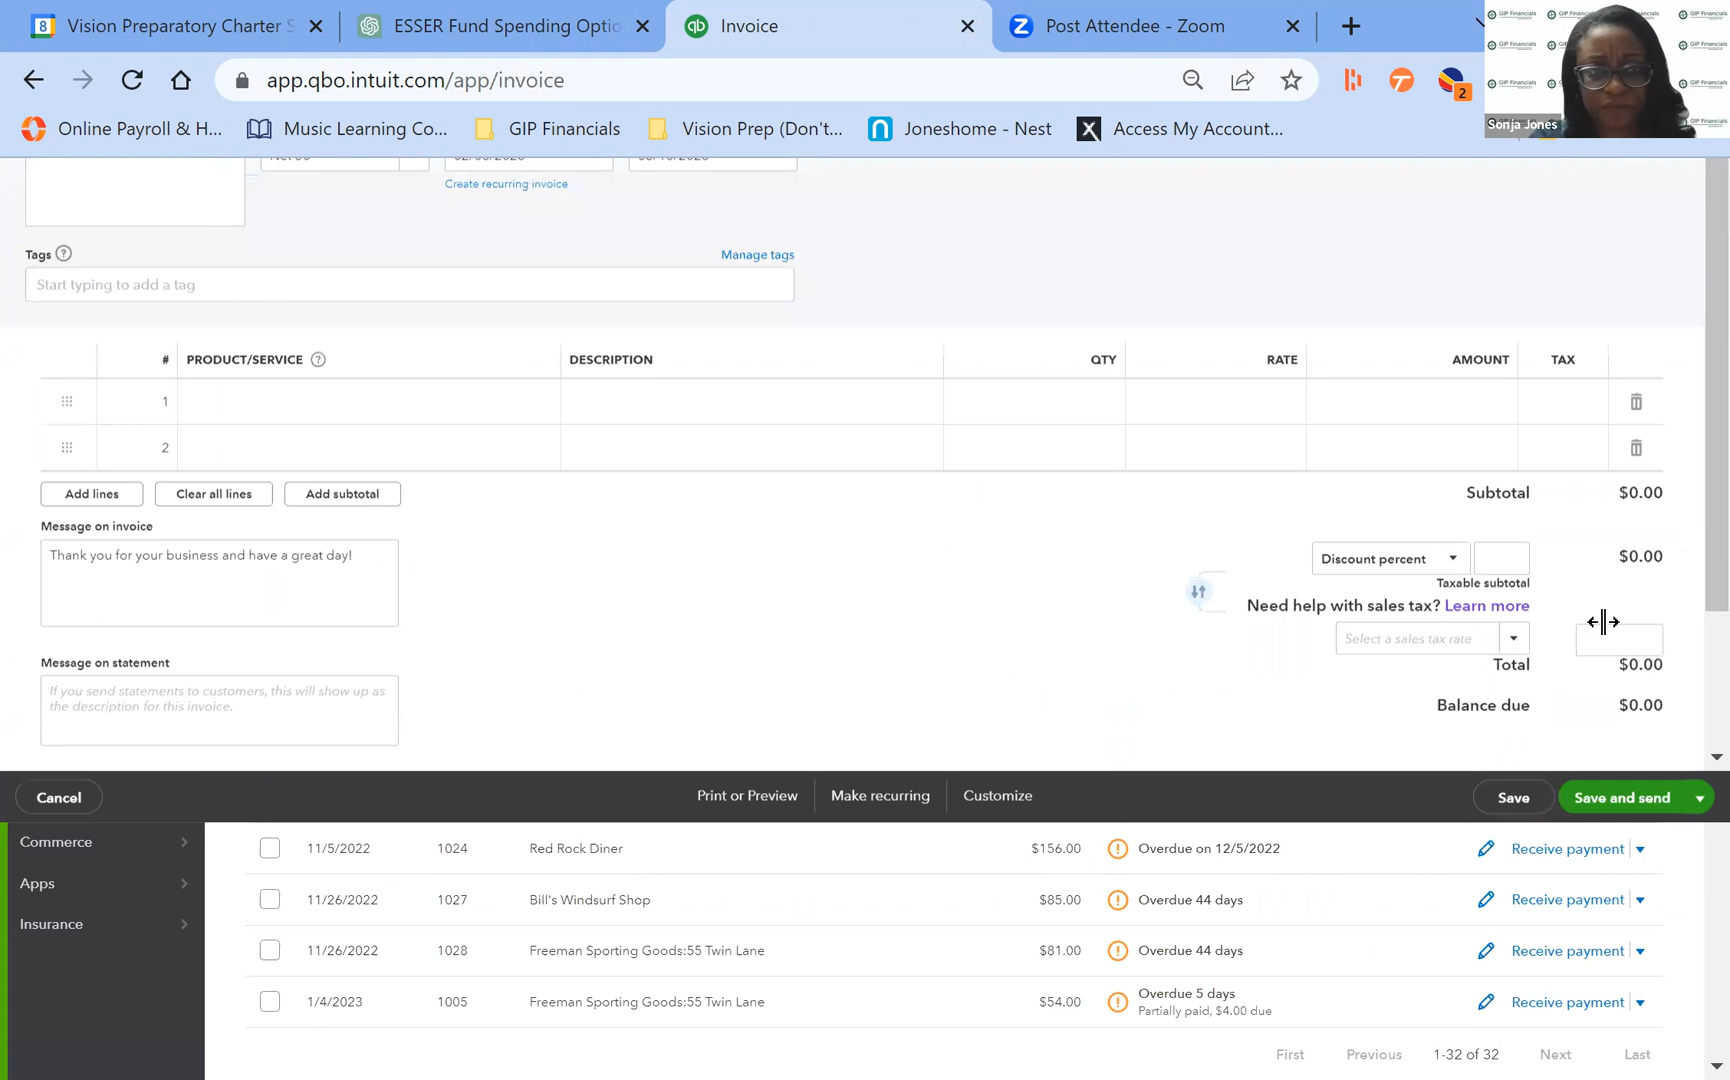 Vision Preparatory Charter S
ESSER Fund Spending Optio
Invoice
Post Attendee - Zoom
app.qbo.intuit.com/app/invoice
2
Online Payroll & H...
Music Learning Co...
GIP Financials
Vision Prep (Don't...
Joneshome - Nest
Access My Account...
GIP Financials
Sonja Jones
Create recurring invoice
Tags
Manage tags
Start typing to add a tag
# PRODUCT/SERVICE DESCRIPTION QTY RATE AMOUNT TAX
1
2
Add lines Clear all lines Add subtotal
Subtotal $0.00
Message on invoice
Thank you for your business and have a great day!
Discount percent $0.00
Taxable subtotal
Need help with sales tax? Learn more
Select a sales tax rate
Total $0.00
Message on statement
If you send statements to customers, this will show up as
the description for this invoice.
Balance due $0.00
Cancel Print or Preview Make recurring Customize Save Save and send
Commerce
Apps
Insurance
11/5/2022 1024 Red Rock Diner $156.00 Overdue on 12/5/2022 Receive payment
11/26/2022 1027 Bill's Windsurf Shop $85.00 Overdue 44 days Receive payment
11/26/2022 1028 Freeman Sporting Goods:55 Twin Lane $81.00 Overdue 44 days Receive payment
1/4/2023 1005 Freeman Sporting Goods:55 Twin Lane $54.00 Overdue 5 days Receive payment
Partially paid, $4.00 due
First Previous 1-32 of 32 Next Last